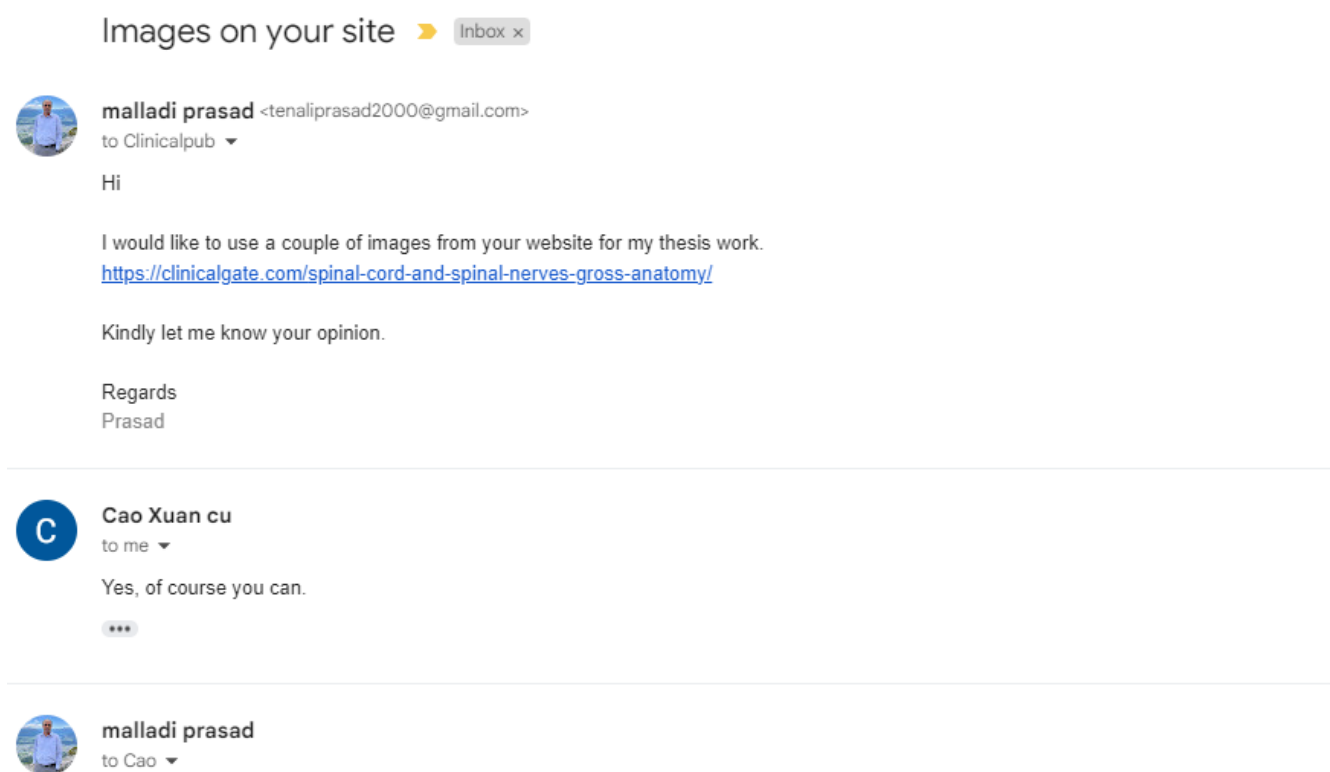 Images on your site
Inbox ×
malladi prasad <tenaliprasad2000@gmail.com>
to Clinicalpub
Hi
I would like to use a couple of images from your website for my thesis work.
https://clinicalgate.com/spinal-cord-and-spinal-nerves-gross-anatomy/
Kindly let me know your opinion.
Regards
Prasad
C
Cao Xuan cu
to me
Yes, of course you can.
•••
malladi prasad
to Cao